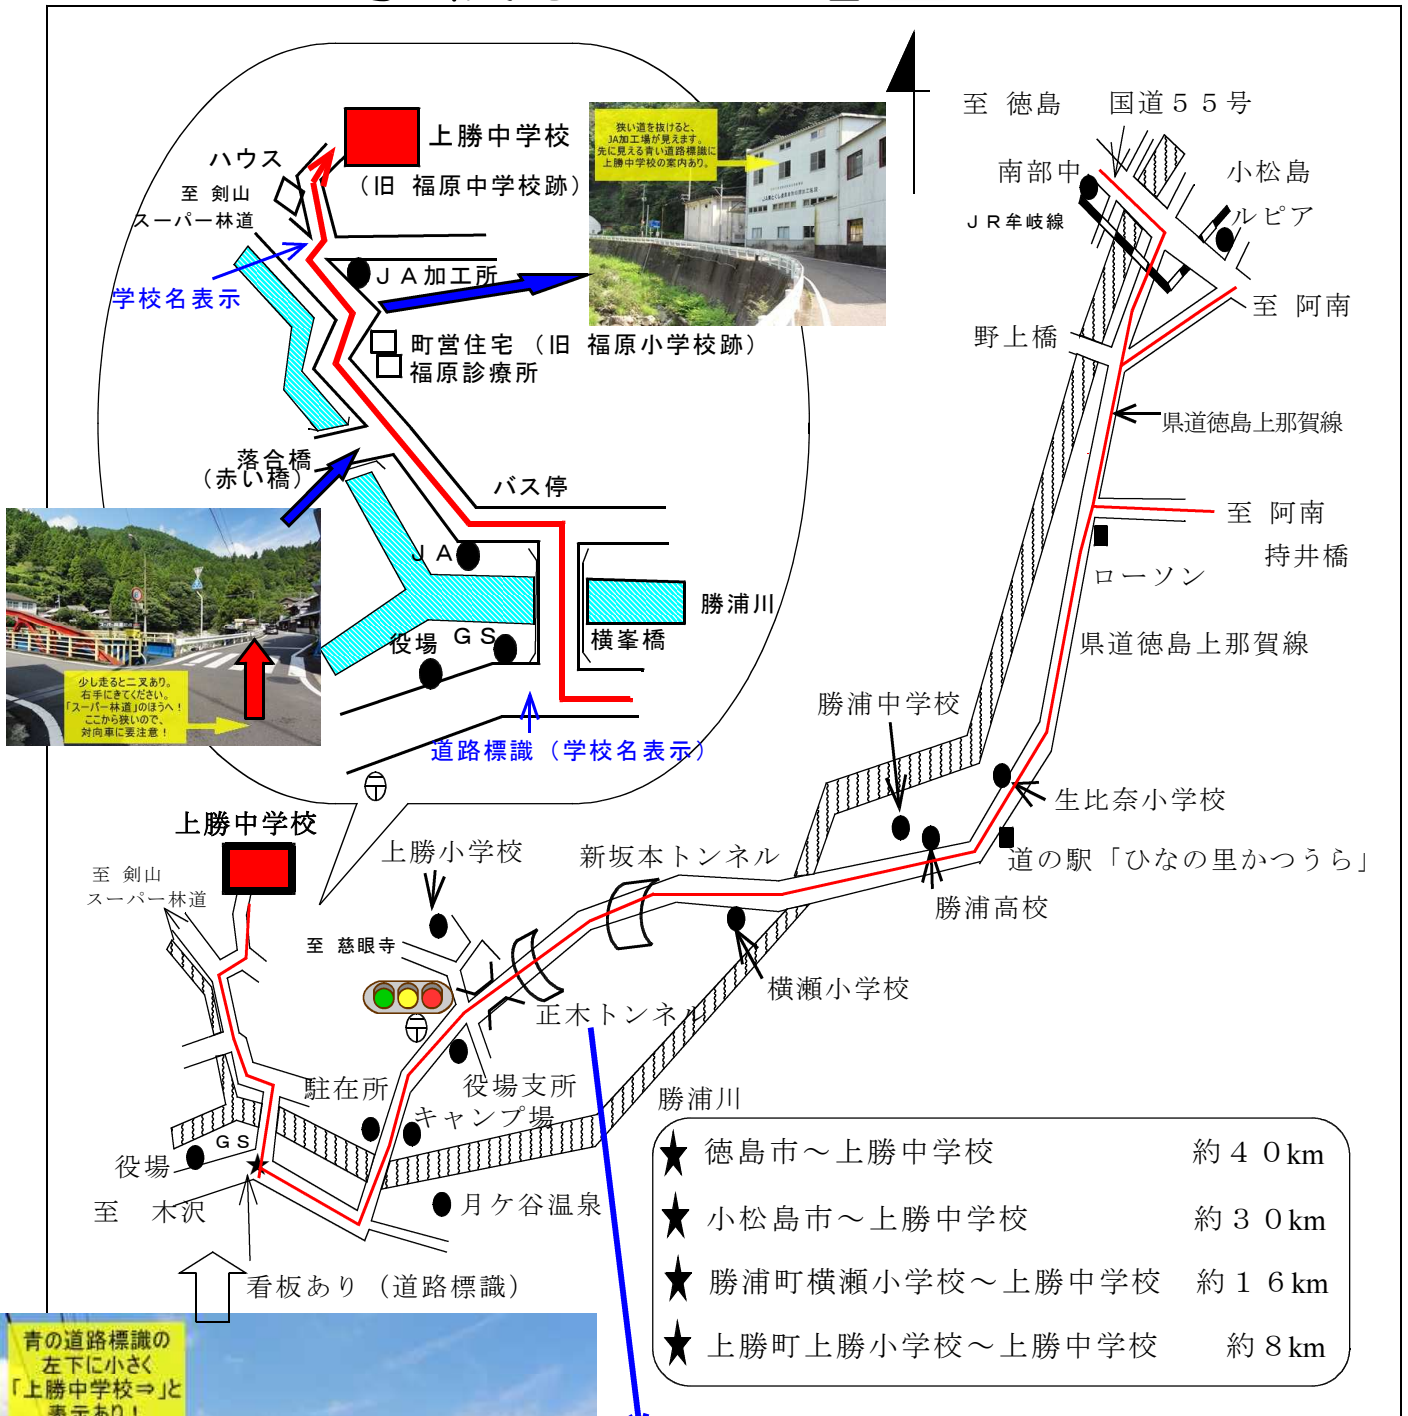 上勝中学校
（旧 福原中学校跡）
ハウス
至 剣山
スーパー林道
学校名表示
ＪＡ加工所
町営住宅（旧 福原小学校跡）
福原診療所
落合橋
（赤い橋）
バス停
ＪＡ
勝浦川
役場
ＧＳ
横峯橋
道路標識（学校名表示）
狭い道を抜けると、
JA加工場が見えます。
先に見える青い道路標識に
上勝中学校の案内あり。
少し走ると二叉あり。
右手にきてください。
「スーパー林道」のほうへ！
ここから狭いので、
対向車に要注意！
至 徳島
国道５５号
南部中
小松島
ルピア
ＪＲ牟岐線
至 阿南
野上橋
県道徳島上那賀線
至 阿南
持井橋
ローソン
県道徳島上那賀線
勝浦中学校
生比奈小学校
道の駅「ひなの里かつうら」
勝浦高校
新坂本トンネル
横瀬小学校
上勝中学校
上勝小学校
至 剣山
スーパー林道
至 慈眼寺
正木トンネル
役場支所
駐在所
キャンプ場
勝浦川
ＧＳ
役場
至 木沢
月ケ谷温泉
看板あり（道路標識）
★ 徳島市～上勝中学校 約４０km
★ 小松島市～上勝中学校 約３０km
★ 勝浦町横瀬小学校～上勝中学校 約１６km
★ 上勝町上勝小学校～上勝中学校 約８km
青の道路標識の
左下に小さく
「上勝中学校⇒」と
表示あり！